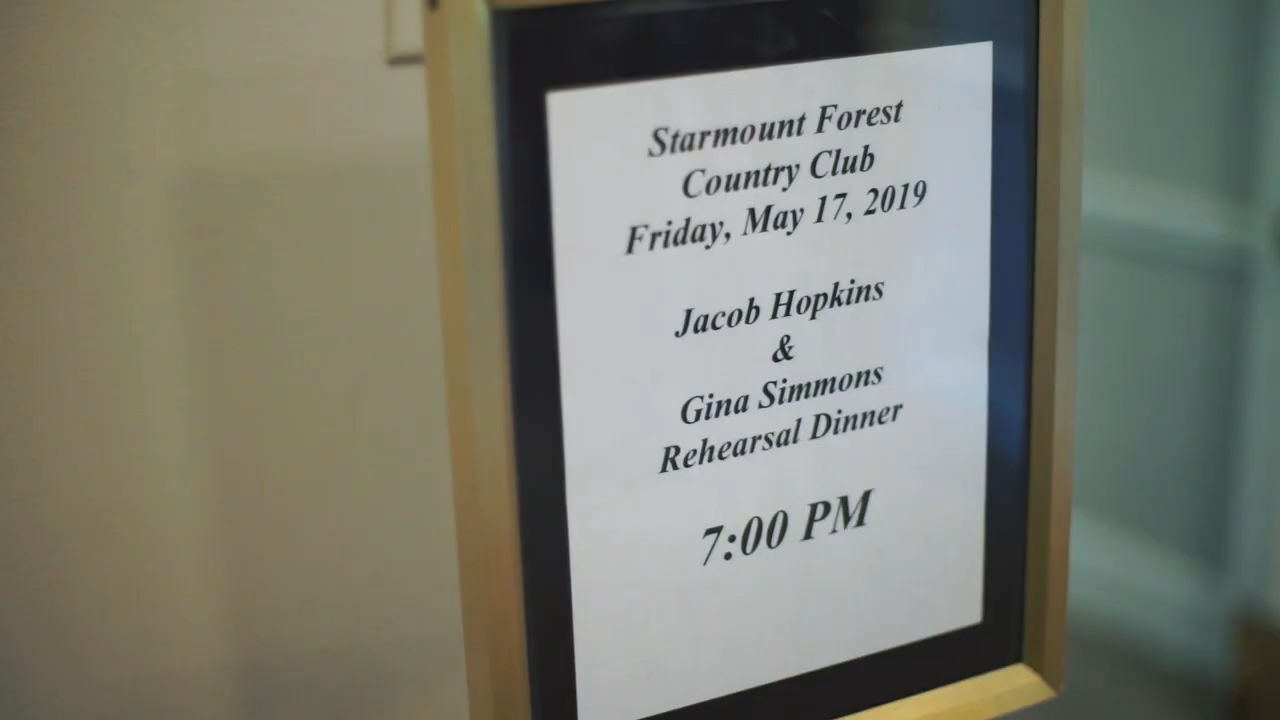 Starmount Forest
Country Club
Friday, May 17, 2019
Jacob Hopkins
&
Gina Simmons
Rehearsal Dinner
7:00 PM